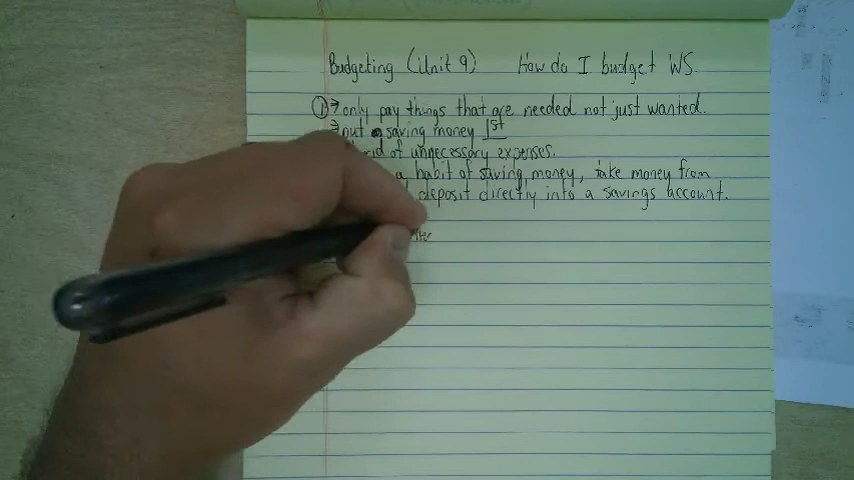 Budgeting (Unit 9) How do I budget WS.
① → only pay things that are needed not just wanted.
→ put saving money 1st
rid of unnecessary expenses.
a habit of saving money, take money from
deposit directly into a savings account.